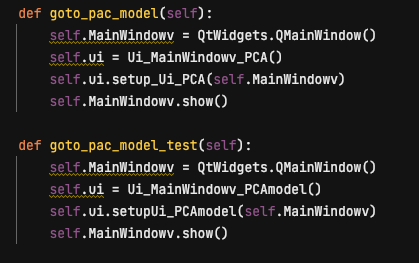 def goto_pac_model(self):
self.MainWindowv = QtWidgets.QMainWindow()
self.ui = Ui_MainWindowv_PCA()
self.ui.setup_Ui_PCA(self.MainWindowv)
self.MainWindowv.show()
def goto_pac_model_test(self):
self.MainWindowv = QtWidgets.QMainWindow()
self.ui = Ui_MainWindowv_PCAmodel()
self.ui.setupUi_PCAmodel(self.MainWindowv)
self.MainWindowv.show()